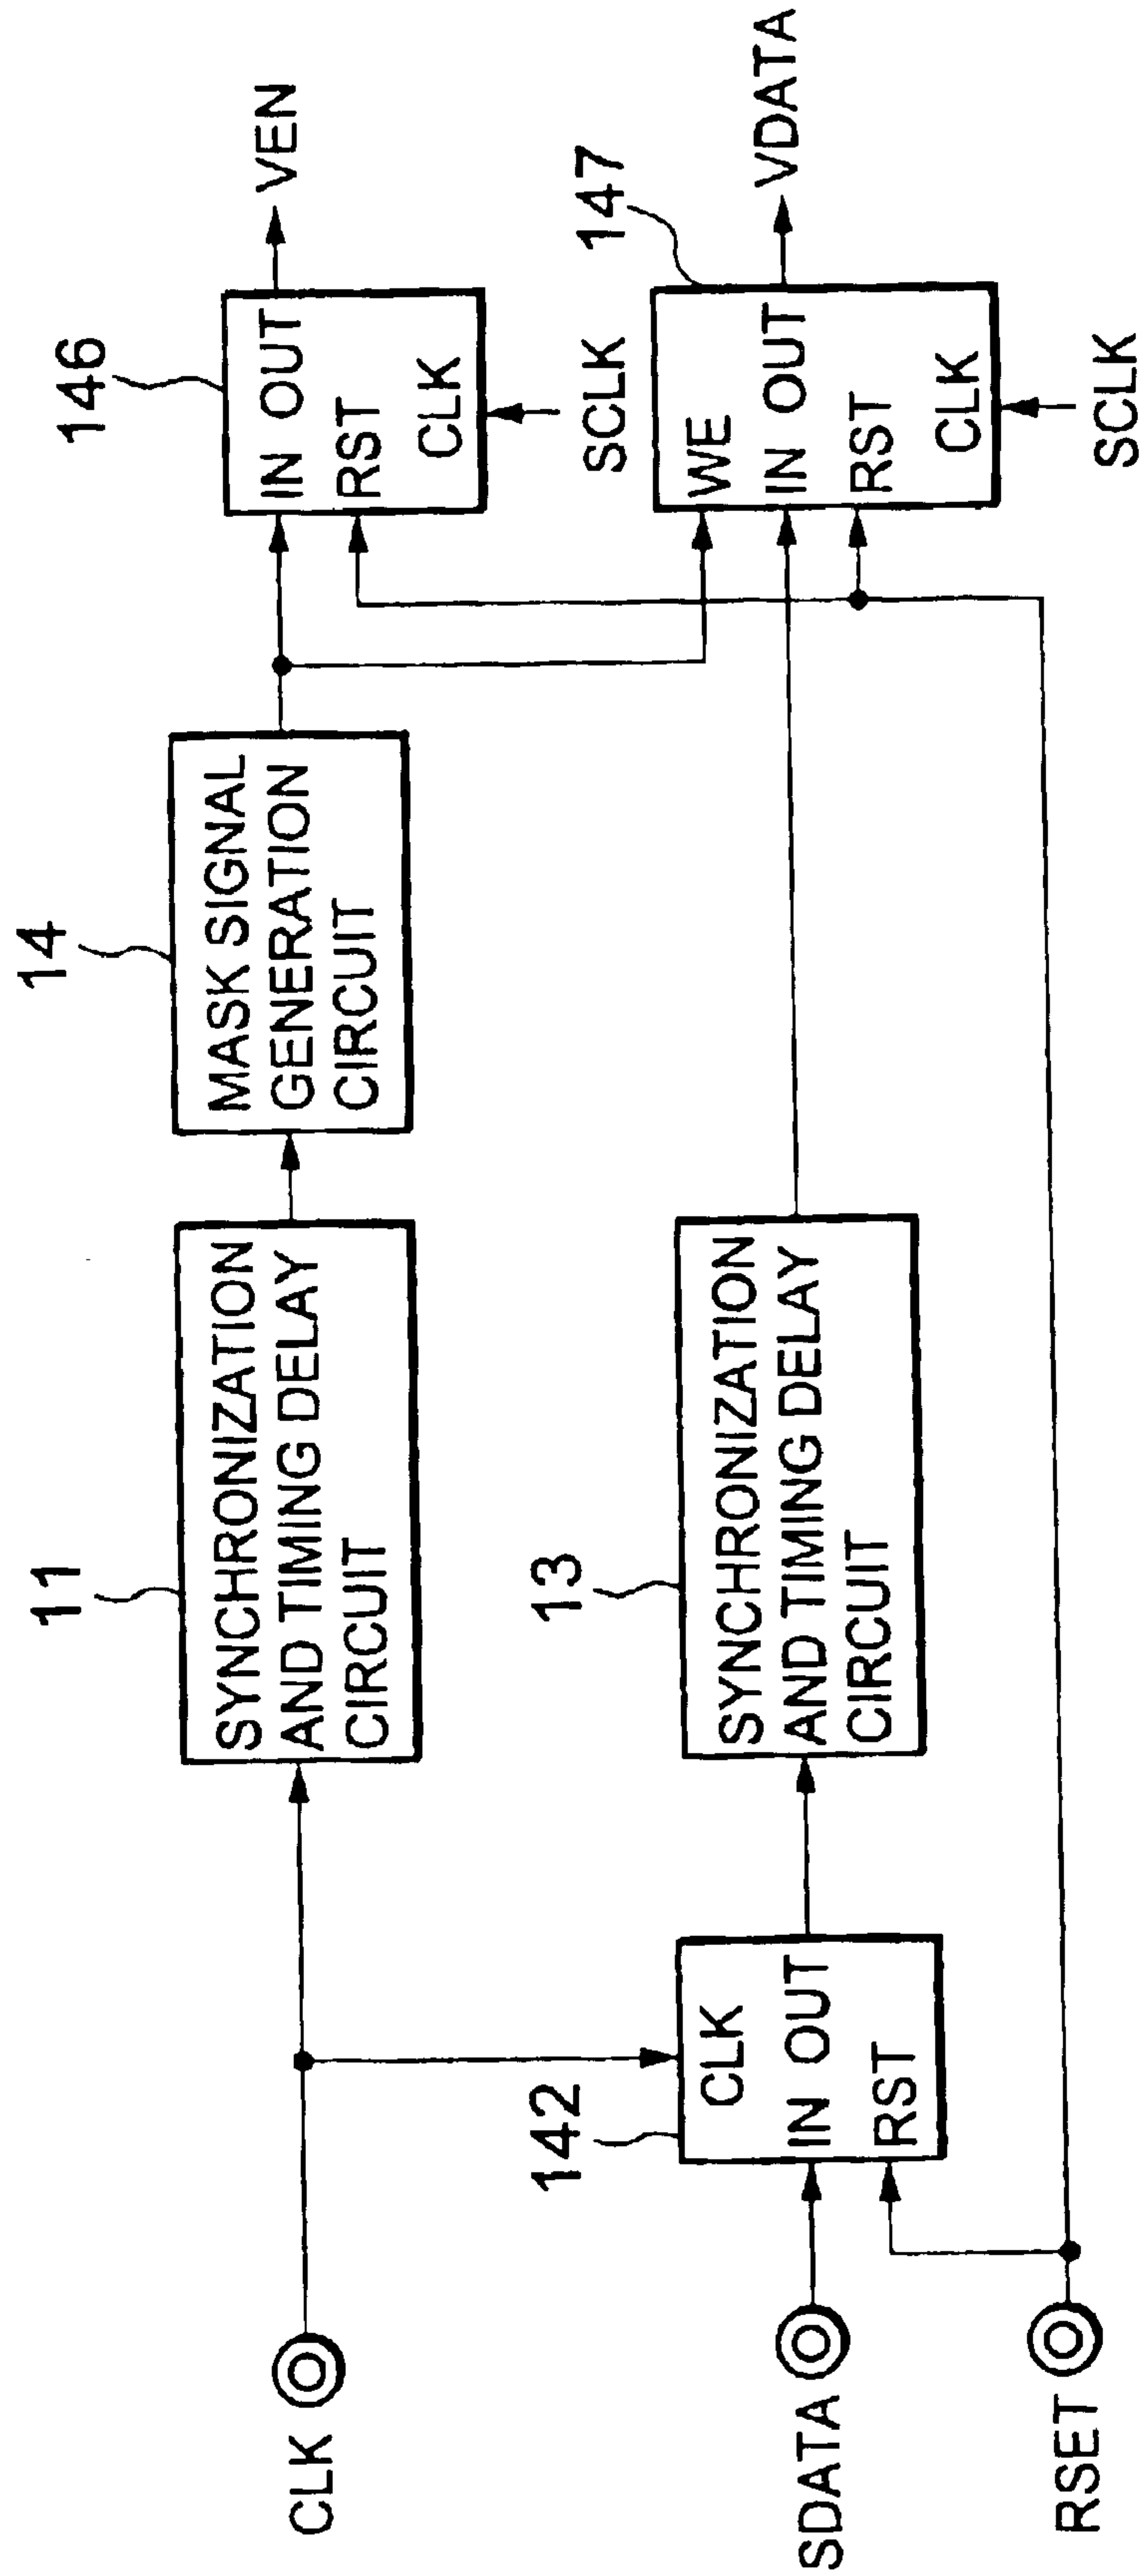 CLK
SDATA
RSET
142
CLK
IN OUT
RST
11
SYNCHRONIZATION
AND TIMING DELAY
CIRCUIT
13
SYNCHRONIZATION
AND TIMING DELAY
CIRCUIT
14
MASK SIGNAL
GENERATION
CIRCUIT
146
IN OUT
RST
CLK
SCLK
VEN
147
WE
IN OUT
RST
CLK
SCLK
VDATA